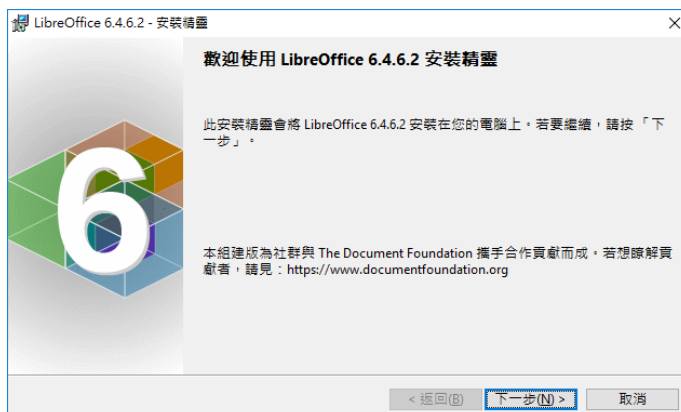 LibreOffice 6.4.6.2 - 安裝精靈
歡迎使用 LibreOffice 6.4.6.2 安裝精靈
此安裝精靈會將 LibreOffice 6.4.6.2 安裝在您的電腦上。若要繼續，請按「下
一步」。
6
本組建版為社群與 The Document Foundation 攜手合作貢獻而成。若想瞭解貢
獻者，請見：https://www.documentfoundation.org
< 返回(B) 下一步(N) > 取消